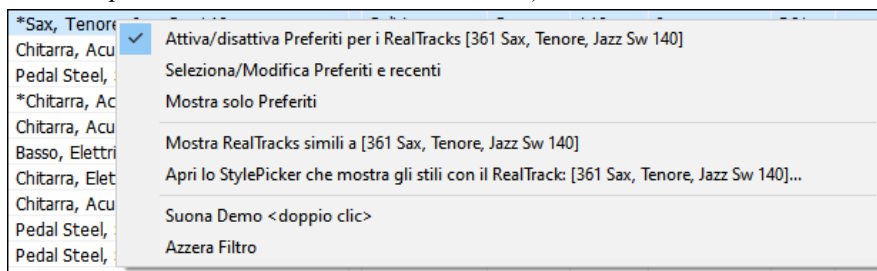 *Sax, Tenore
Attiva/disattiva Preferiti per i RealTracks [361 Sax, Tenore, Jazz Sw 140]
Chitarra, Acu
Seleziona/Modifica Preferiti e recenti
Pedal Steel,
*Chitarra, Ac
Mostra solo Preferiti
Chitarra, Acu
Mostra RealTracks simili a [361 Sax, Tenore, Jazz Sw 140]
Basso, Elettri
Apri lo StylePicker che mostra gli stili con il RealTrack: [361 Sax, Tenore, Jazz Sw 140]...
Chitarra, Elet
Chitarra, Acu
Suona Demo <doppio clic>
Pedal Steel,
Azzera Filtro
Pedal Steel,